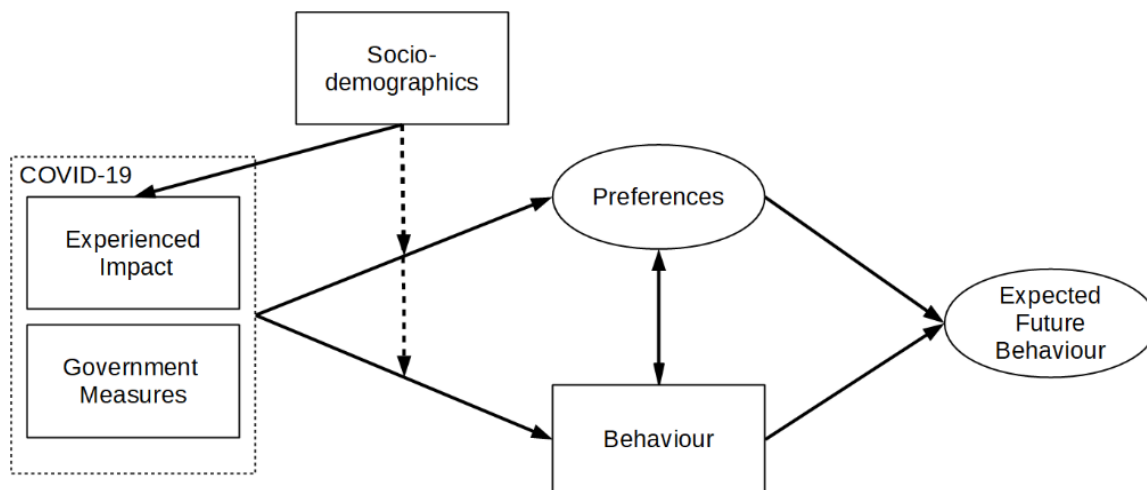 Socio-
demographics
COVID-19
Experienced
Impact
Government
Measures
Preferences
Behaviour
Expected
Future
Behaviour